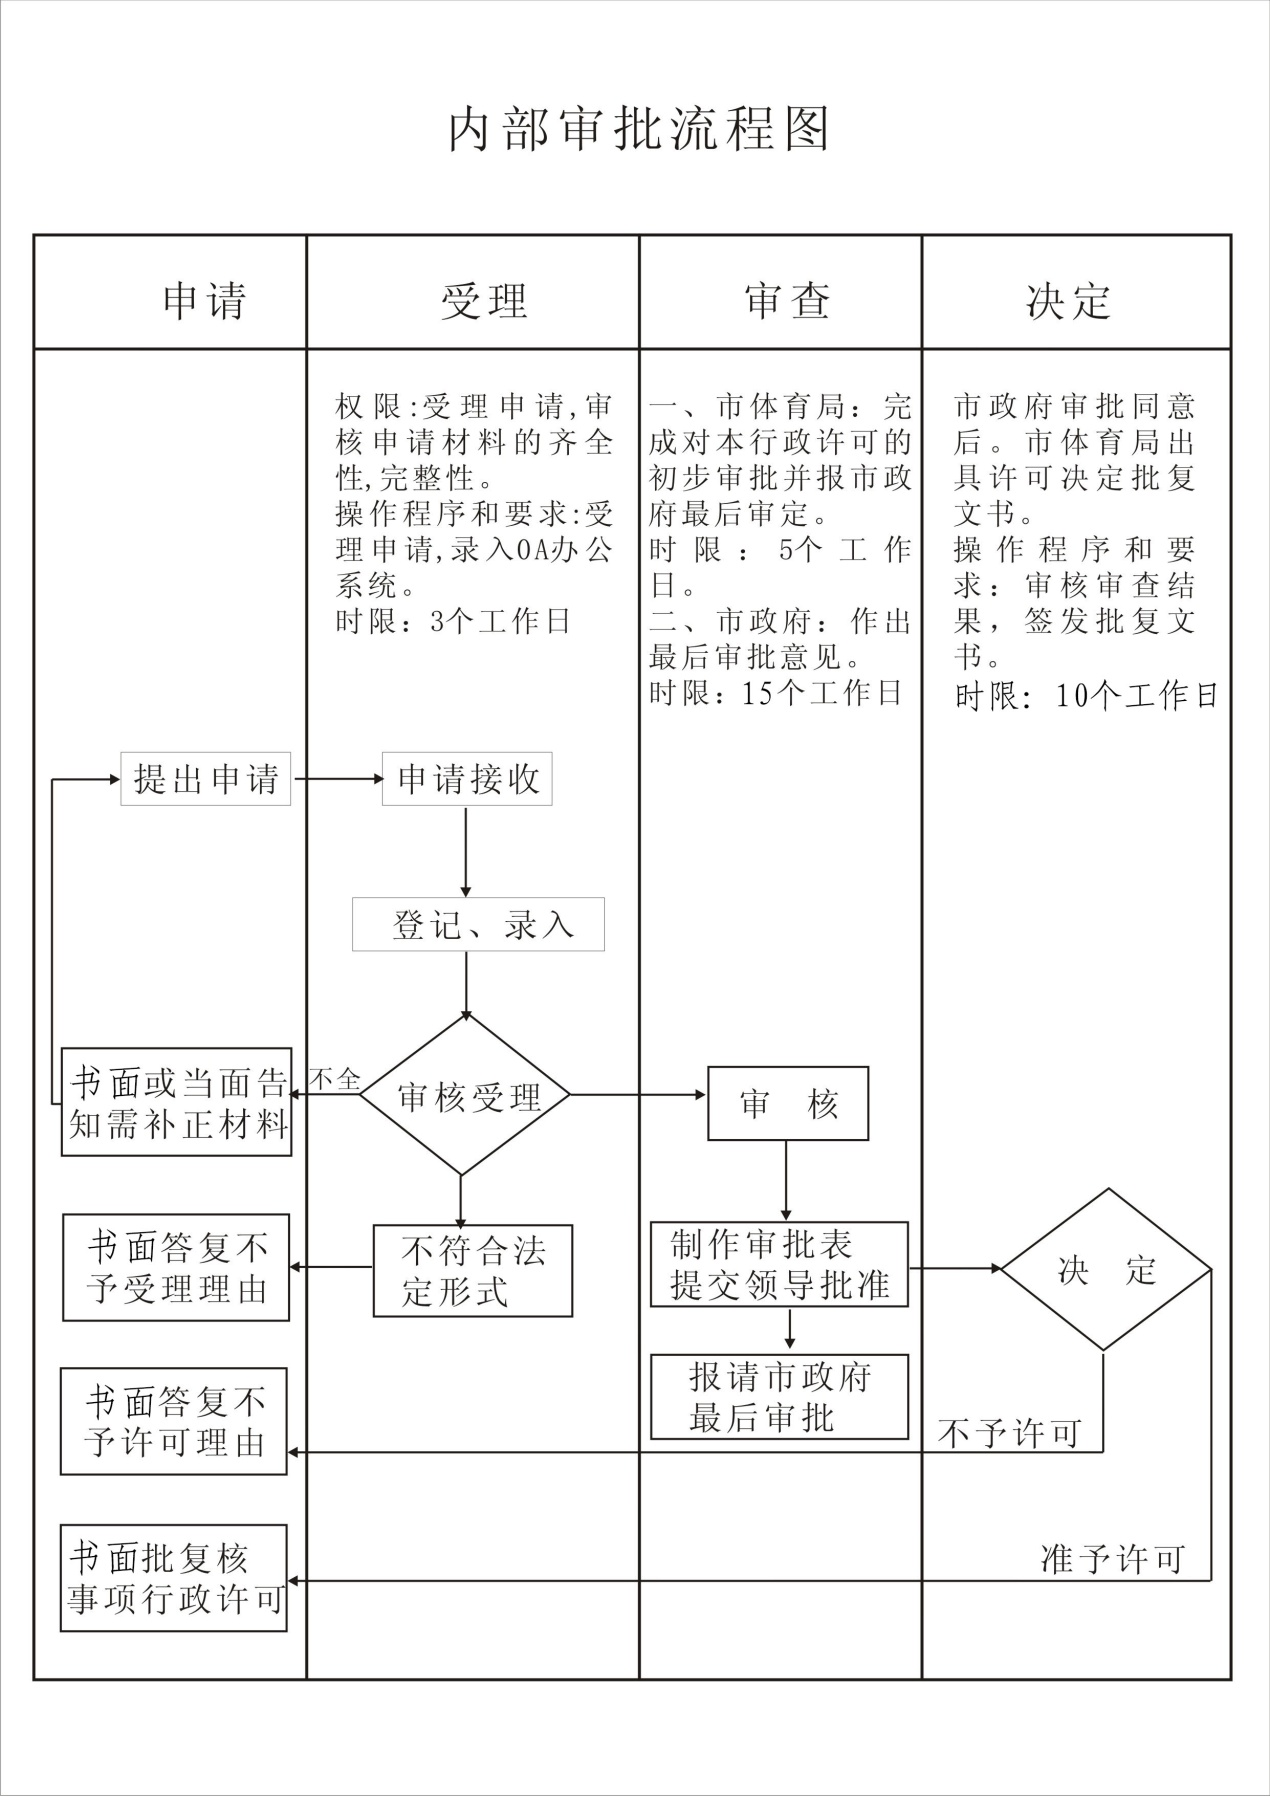 内部审批流程图
申请
受理
审查
决定
权限:受理申请,审
核申请材料的齐全
性,完整性。
操作程序和要求:受
理申请,录入OA办公
系统。
时限：3个工作日
一、市体育局：完
成对本行政许可的
初步审批并报市政
府最后审定。
时限：5个工作
日。
二、市政府：作出
最后审批意见。
时限：15个工作日
市政府审批同意
后。市体育局出
具许可决定批复
文书。
操作程序和要
求：审核审查结
果，签发批复文
书。
时限：10个工作日
提出申请
申请接收
登记、录入
书面或当面告
知需补正材料
不全
审核受理
审 核
书面答复不
予受理理由
不符合法
定形式
制作审批表
提交领导批准
决 定
书面答复不
予许可理由
报请市政府
最后审批
不予许可
书面批复核
事项行政许可
准予许可